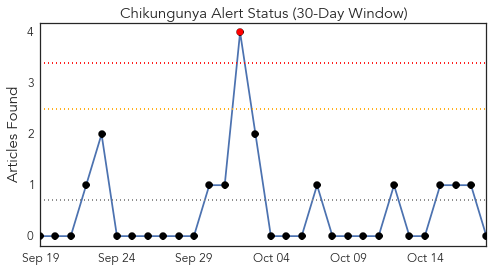 Chikungunya Alert Status (30-Day Window)
Articles Found
4
3
2
1
0
Sep 19 Sep 24 Sep 29 Oct 04 Oct 09 Oct 14